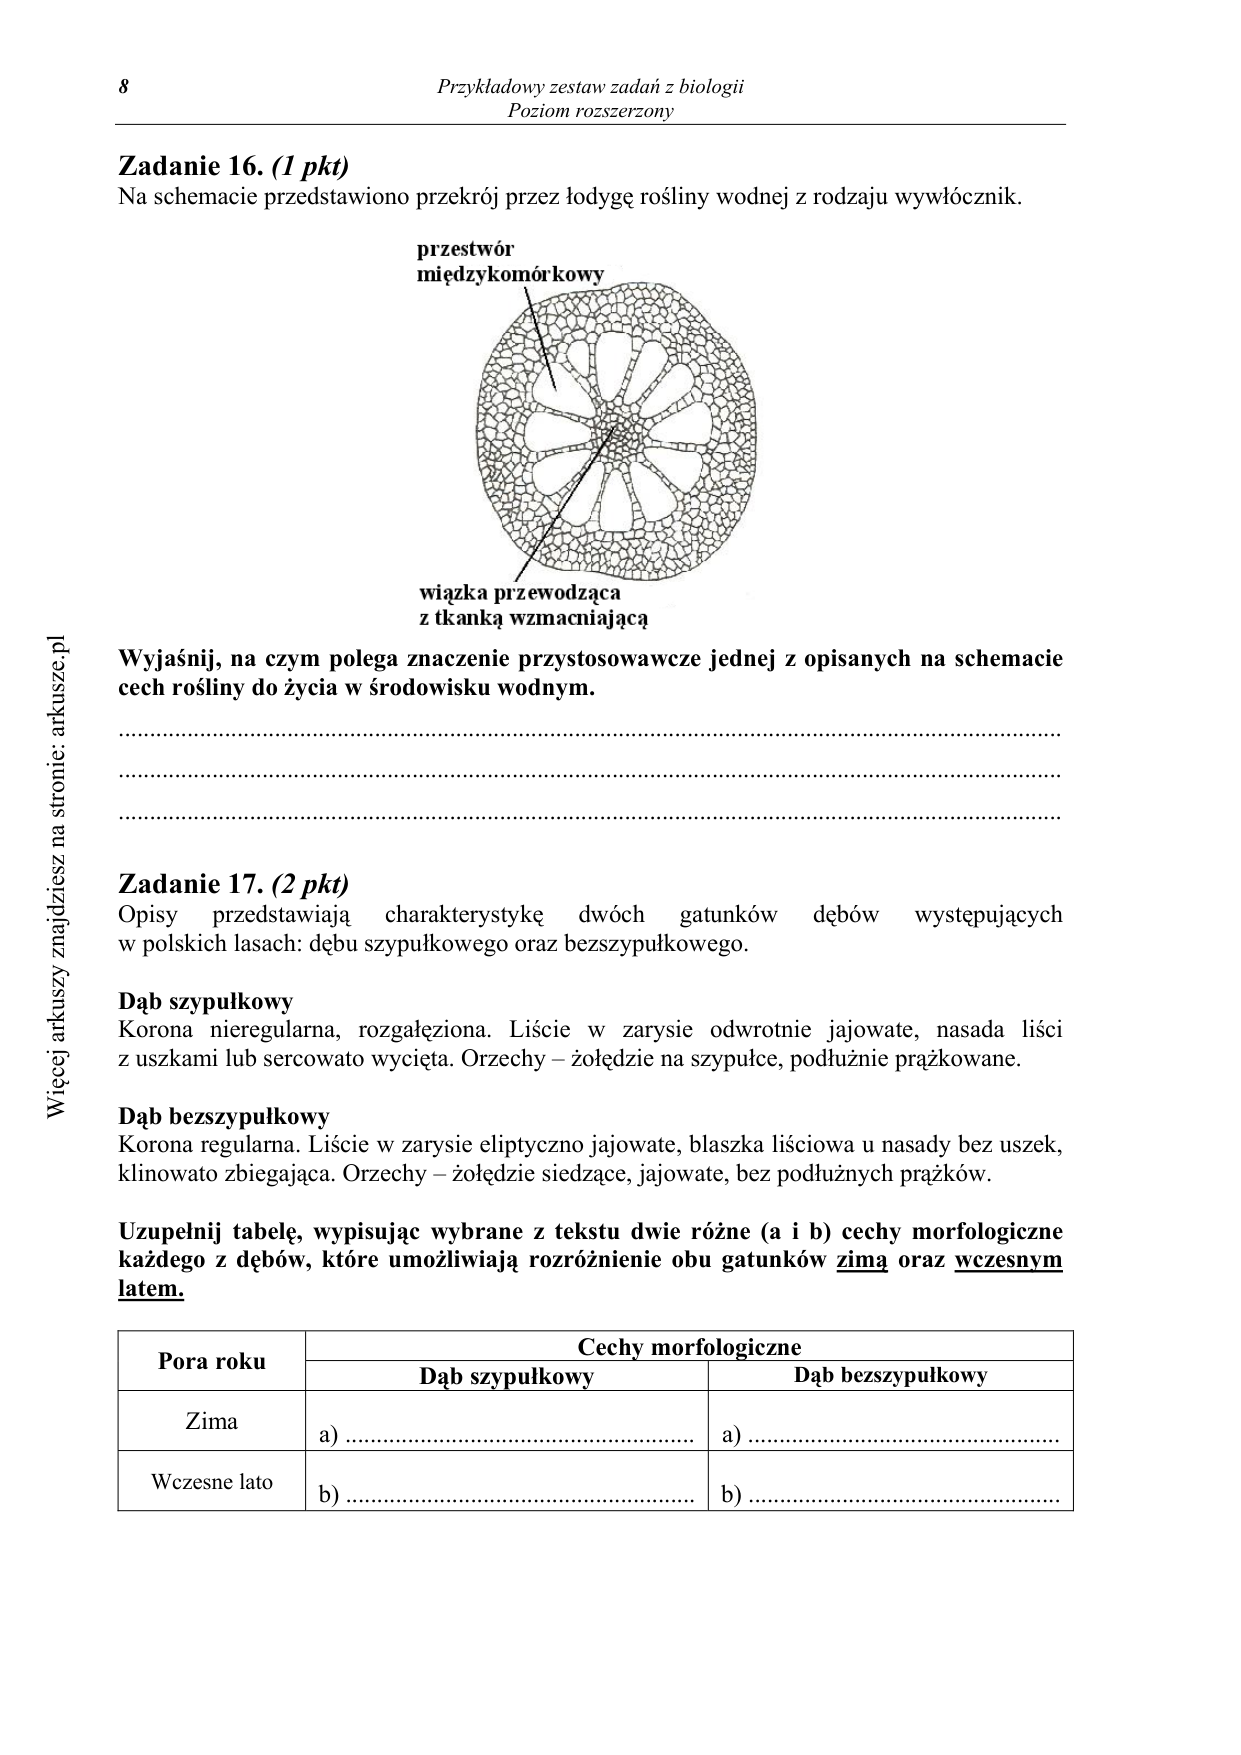 8
Przykładowy zestaw zadań z biologii
Poziom rozszerzony
Zadanie 16. (1 pkt)
Na schemacie przedstawiono przekrój przez łodygę rośliny wodnej z rodzaju wywłócznik.
przestwór
międzykomórkowy
wiązka przewodząca
z tkanką wzmacniającą
Wyjaśnij, na czym polega znaczenie przystosowawcze jednej z opisanych na schemacie
cech rośliny do życia w środowisku wodnym.
Zadanie 17. (2 pkt)
Opisy przedstawiają charakterystykę dwóch gatunków dębów występujących
w polskich lasach: dębu szypułkowego oraz bezszypułkowego.
Dąb szypułkowy
Korona nieregularna, rozgałęziona. Liście w zarysie odwrotnie jajowate, nasada liści
z uszkami lub sercowato wycięta. Orzechy – żołędzie na szypułce, podłużnie prążkowane.
Dąb bezszypułkowy
Korona regularna. Liście w zarysie eliptyczno jajowate, blaszka liściowa u nasady bez uszek,
klinowato zbiegająca. Orzechy – żołędzie siedzące, jajowate, bez podłużnych prążków.
Uzupełnij tabelę, wypisując wybrane z tekstu dwie różne (a i b) cechy morfologiczne
każdego z dębów, które umożliwiają rozróżnienie obu gatunków zimą oraz wczesnym
latem.
Pora roku
Cechy morfologiczne
Dąb szypułkowy
Dąb bezszypułkowy
Zima
a) ........................................................
a) ..................................................
Wczesne lato
b) ........................................................
b) ..................................................
Więcej arkuszy znajdziesz na stronie: arkusze.pl